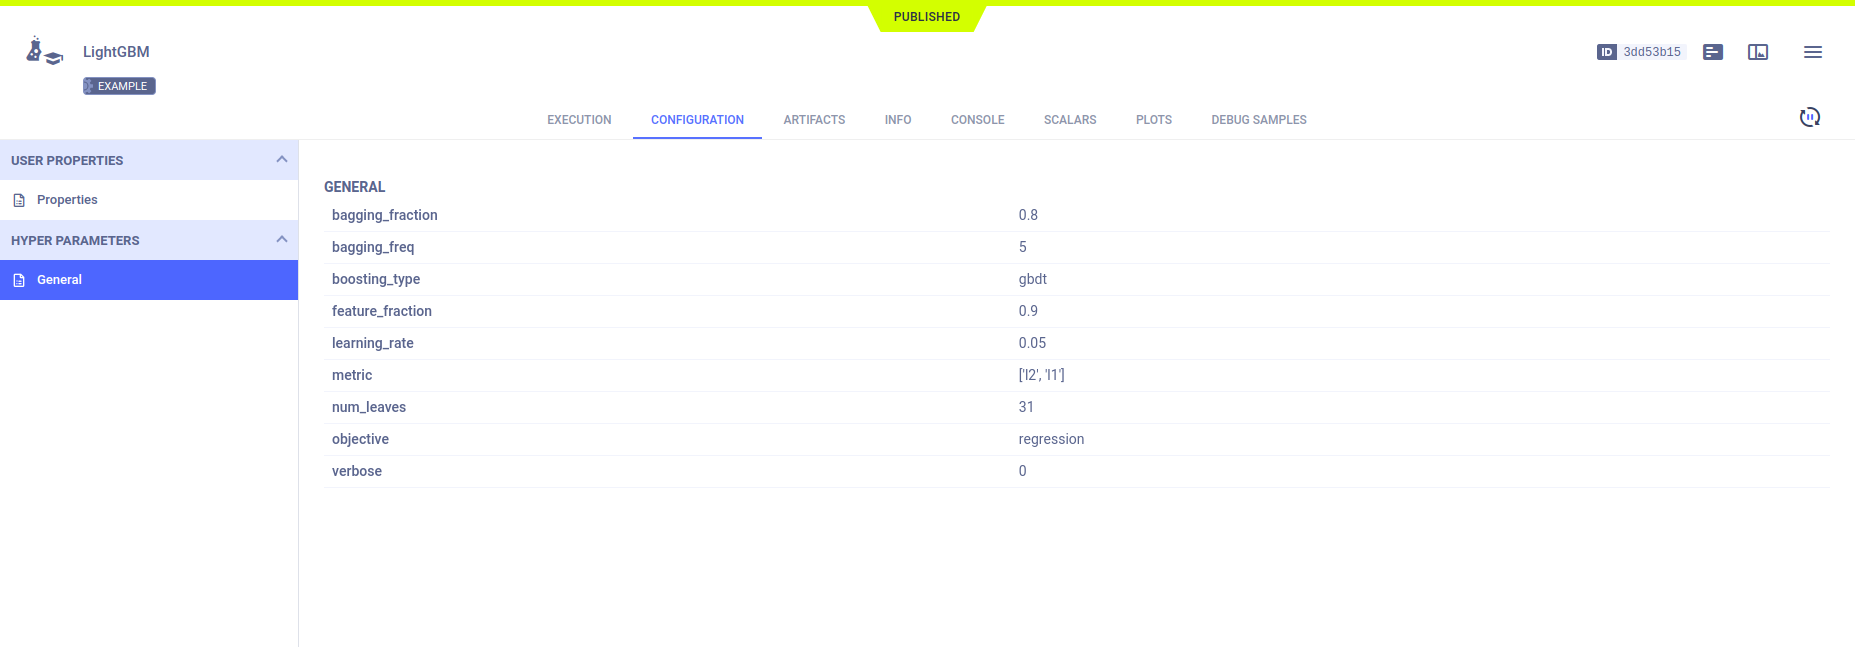 PUBLISHED
LightGBM
ID 3dd53b15
EXAMPLE
EXECUTION CONFIGURATION ARTIFACTS INFO CONSOLE SCALARS PLOTS DEBUG SAMPLES
USER PROPERTIES
Properties
HYPER PARAMETERS
General
GENERAL
bagging_fraction 0.8
bagging_freq 5
boosting_type gbdt
feature_fraction 0.9
learning_rate 0.05
metric ['l2', 'l1']
num_leaves 31
objective regression
verbose 0